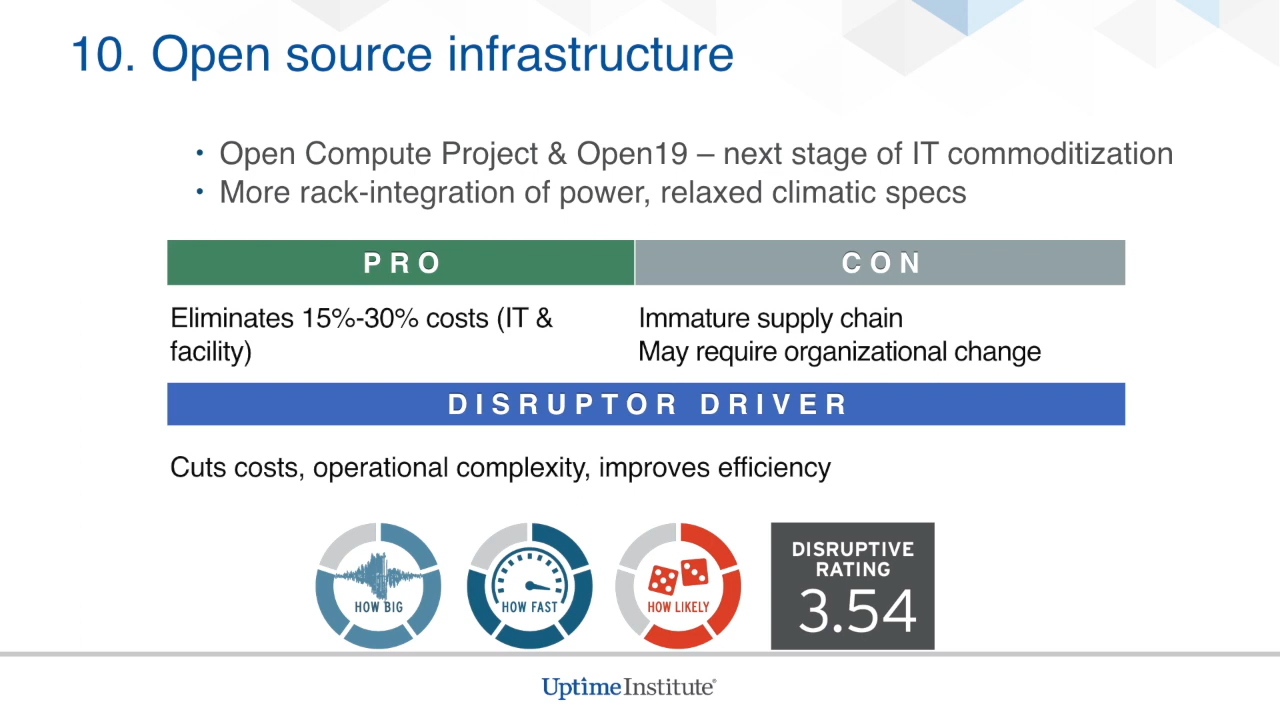 10. Open source infrastructure
• Open Compute Project & Open19 – next stage of IT commoditization
• More rack-integration of power, relaxed climatic specs
PRO
CON
Eliminates 15%-30% costs (IT &
facility)
Immature supply chain
May require organizational change
DISRUPTOR DRIVER
Cuts costs, operational complexity, improves efficiency
HOW BIG
HOW FAST
HOW LIKELY
DISRUPTIVE
RATING
3.54
UptimeInstitute®